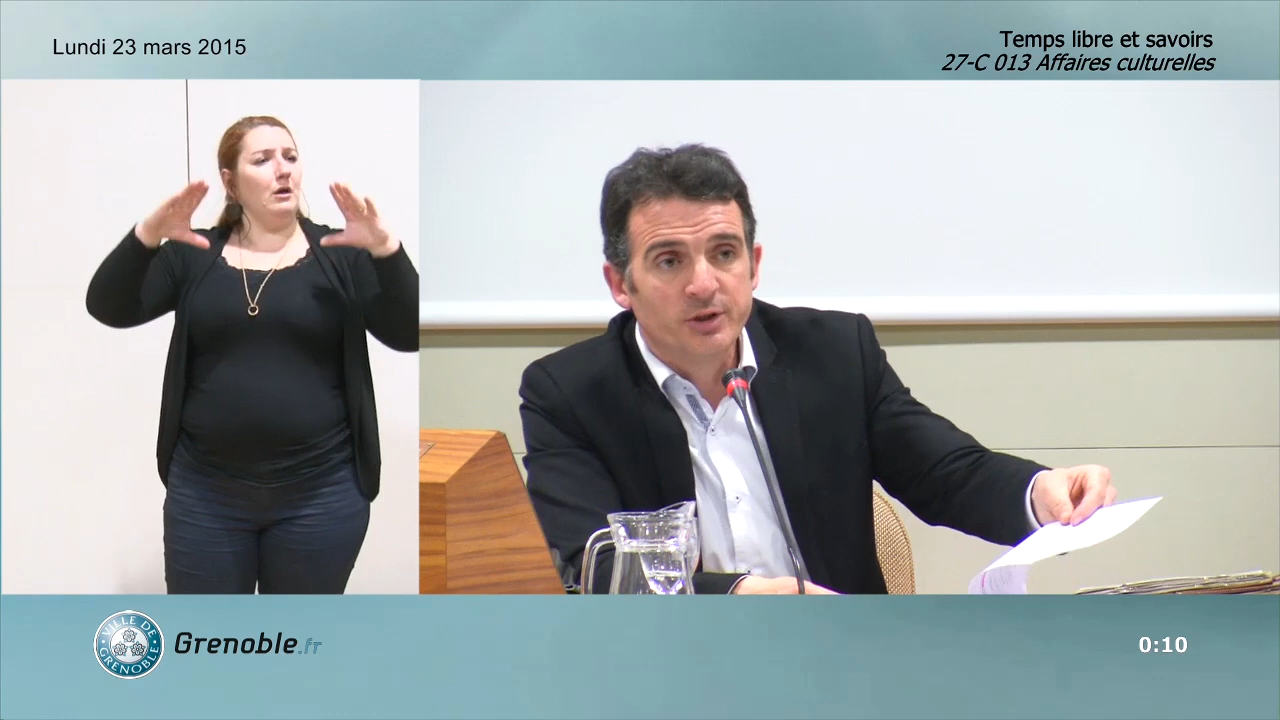 Lundi 23 mars 2015
Temps libre et savoirs
27-C 013 Affaires culturelles
VILLE DE GRENOBLE
Grenoble.fr
0:10